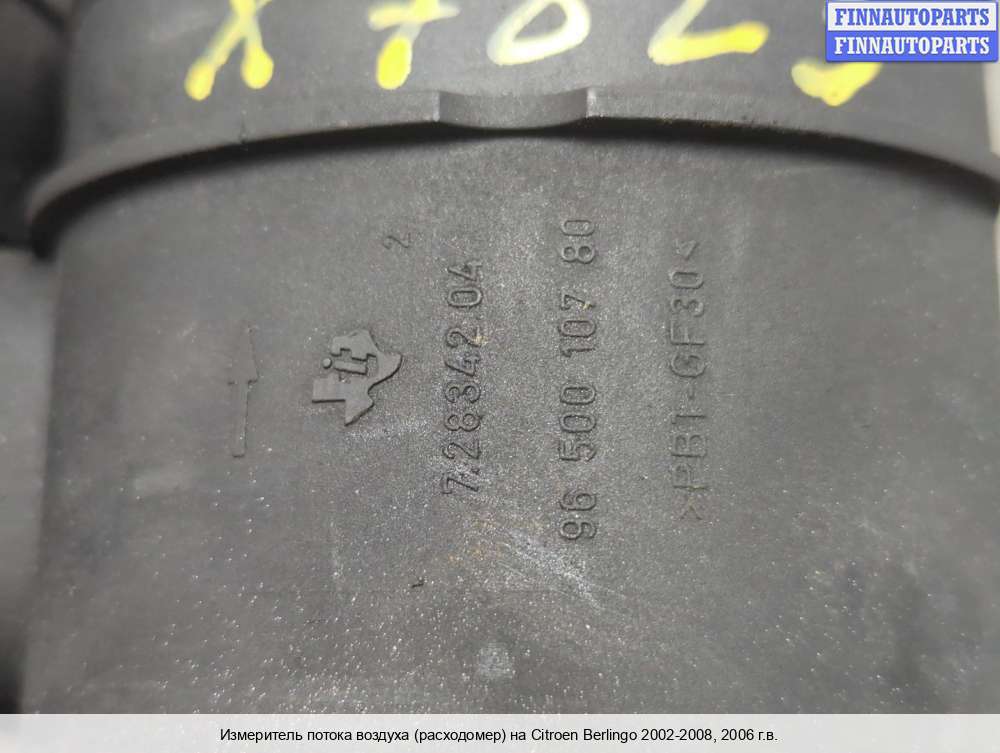 FINNAUTOPARTS
FINNAUTOPARTS
2
7.28342.04
96 500 107 80
>PBT-GF30<
Измеритель потока воздуха (расходомер) на Citroen Berlingo 2002-2008, 2006 г.в.